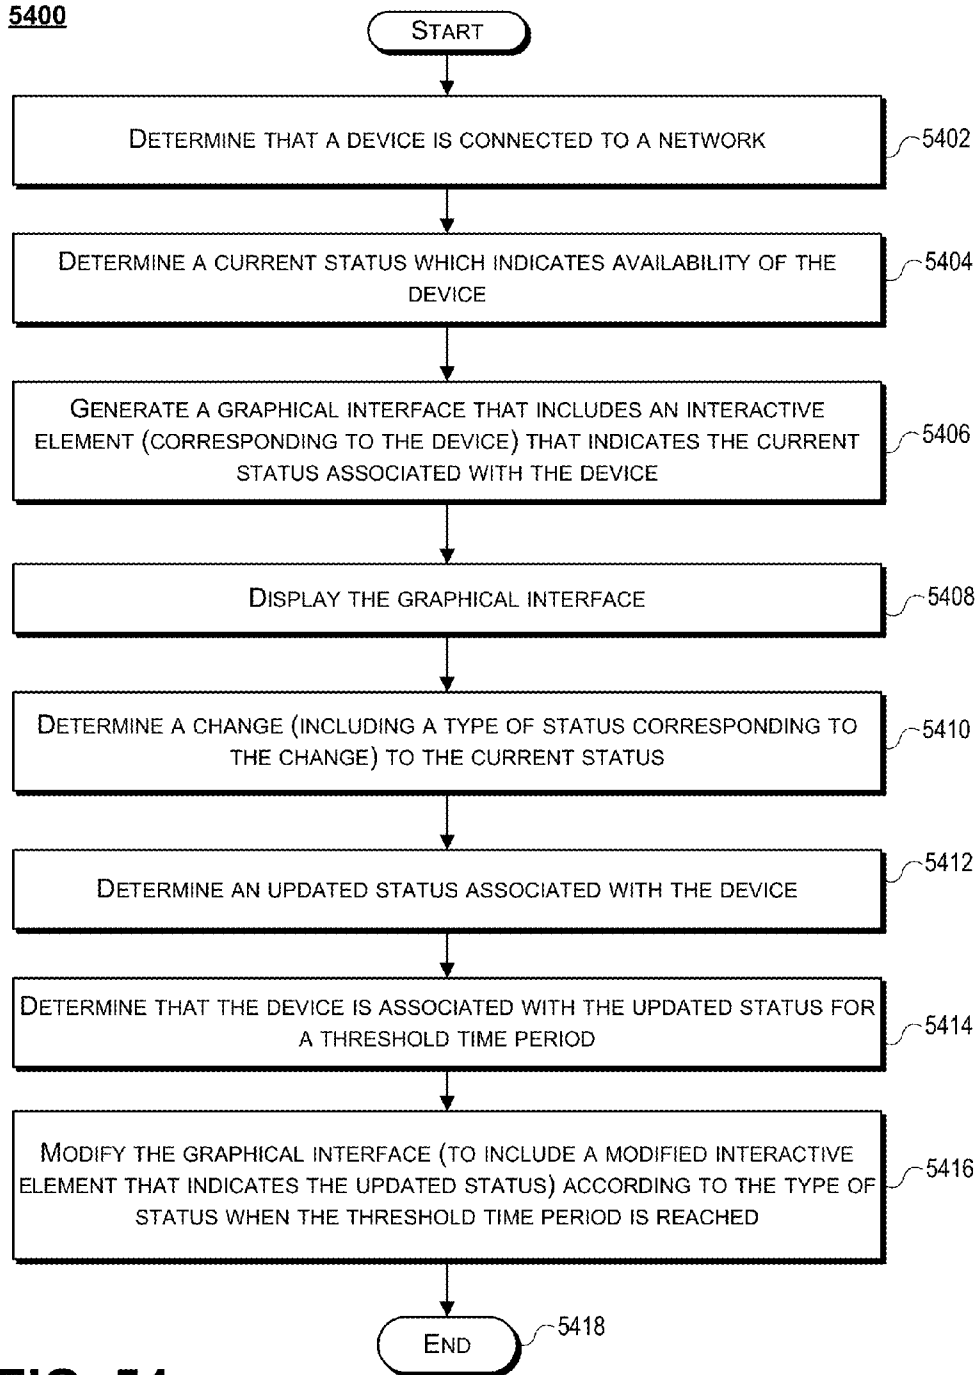 5400
START
DETERMINE THAT A DEVICE IS CONNECTED TO A NETWORK
5402
DETERMINE A CURRENT STATUS WHICH INDICATES AVAILABILITY OF THE
DEVICE
5404
GENERATE A GRAPHICAL INTERFACE THAT INCLUDES AN INTERACTIVE
ELEMENT (CORRESPONDING TO THE DEVICE) THAT INDICATES THE CURRENT
STATUS ASSOCIATED WITH THE DEVICE
5406
DISPLAY THE GRAPHICAL INTERFACE
5408
DETERMINE A CHANGE (INCLUDING A TYPE OF STATUS CORRESPONDING TO
THE CHANGE) TO THE CURRENT STATUS
5410
DETERMINE AN UPDATED STATUS ASSOCIATED WITH THE DEVICE
5412
DETERMINE THAT THE DEVICE IS ASSOCIATED WITH THE UPDATED STATUS FOR
A THRESHOLD TIME PERIOD
5414
MODIFY THE GRAPHICAL INTERFACE (TO INCLUDE A MODIFIED INTERACTIVE
ELEMENT THAT INDICATES THE UPDATED STATUS) ACCORDING TO THE TYPE OF
STATUS WHEN THE THRESHOLD TIME PERIOD IS REACHED
5416
END
5418